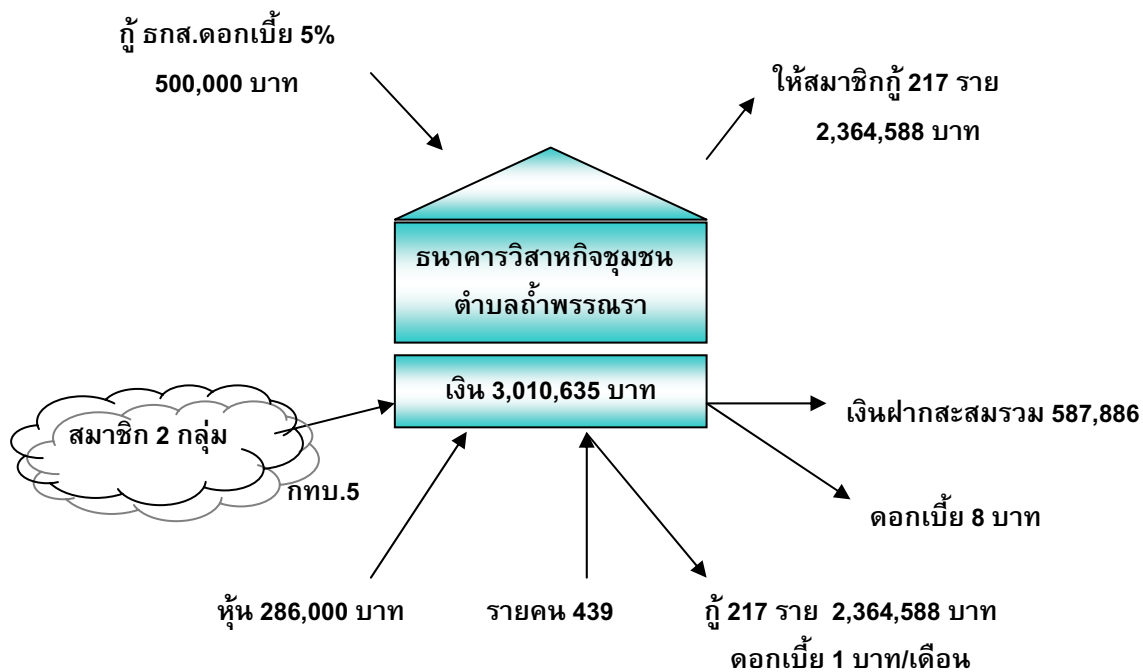 กู้ ธกส.ดอกเบี้ย 5%
500,000 บาท
ให้สมาชิกกู้ 217 ราย
2,364,588 บาท
ธนาคารวิสาหกิจชุมชน
ตำบลถ้ำพรรณรา
เงิน 3,010,635 บาท
สมาชิก 2 กลุ่ม
กทบ.5
เงินฝากสะสมรวม 587,886
ดอกเบี้ย 8 บาท
หุ้น 286,000 บาท
รายคน 439
กู้ 217 ราย 2,364,588 บาท
ดอกเบี้ย 1 บาท/เดือน